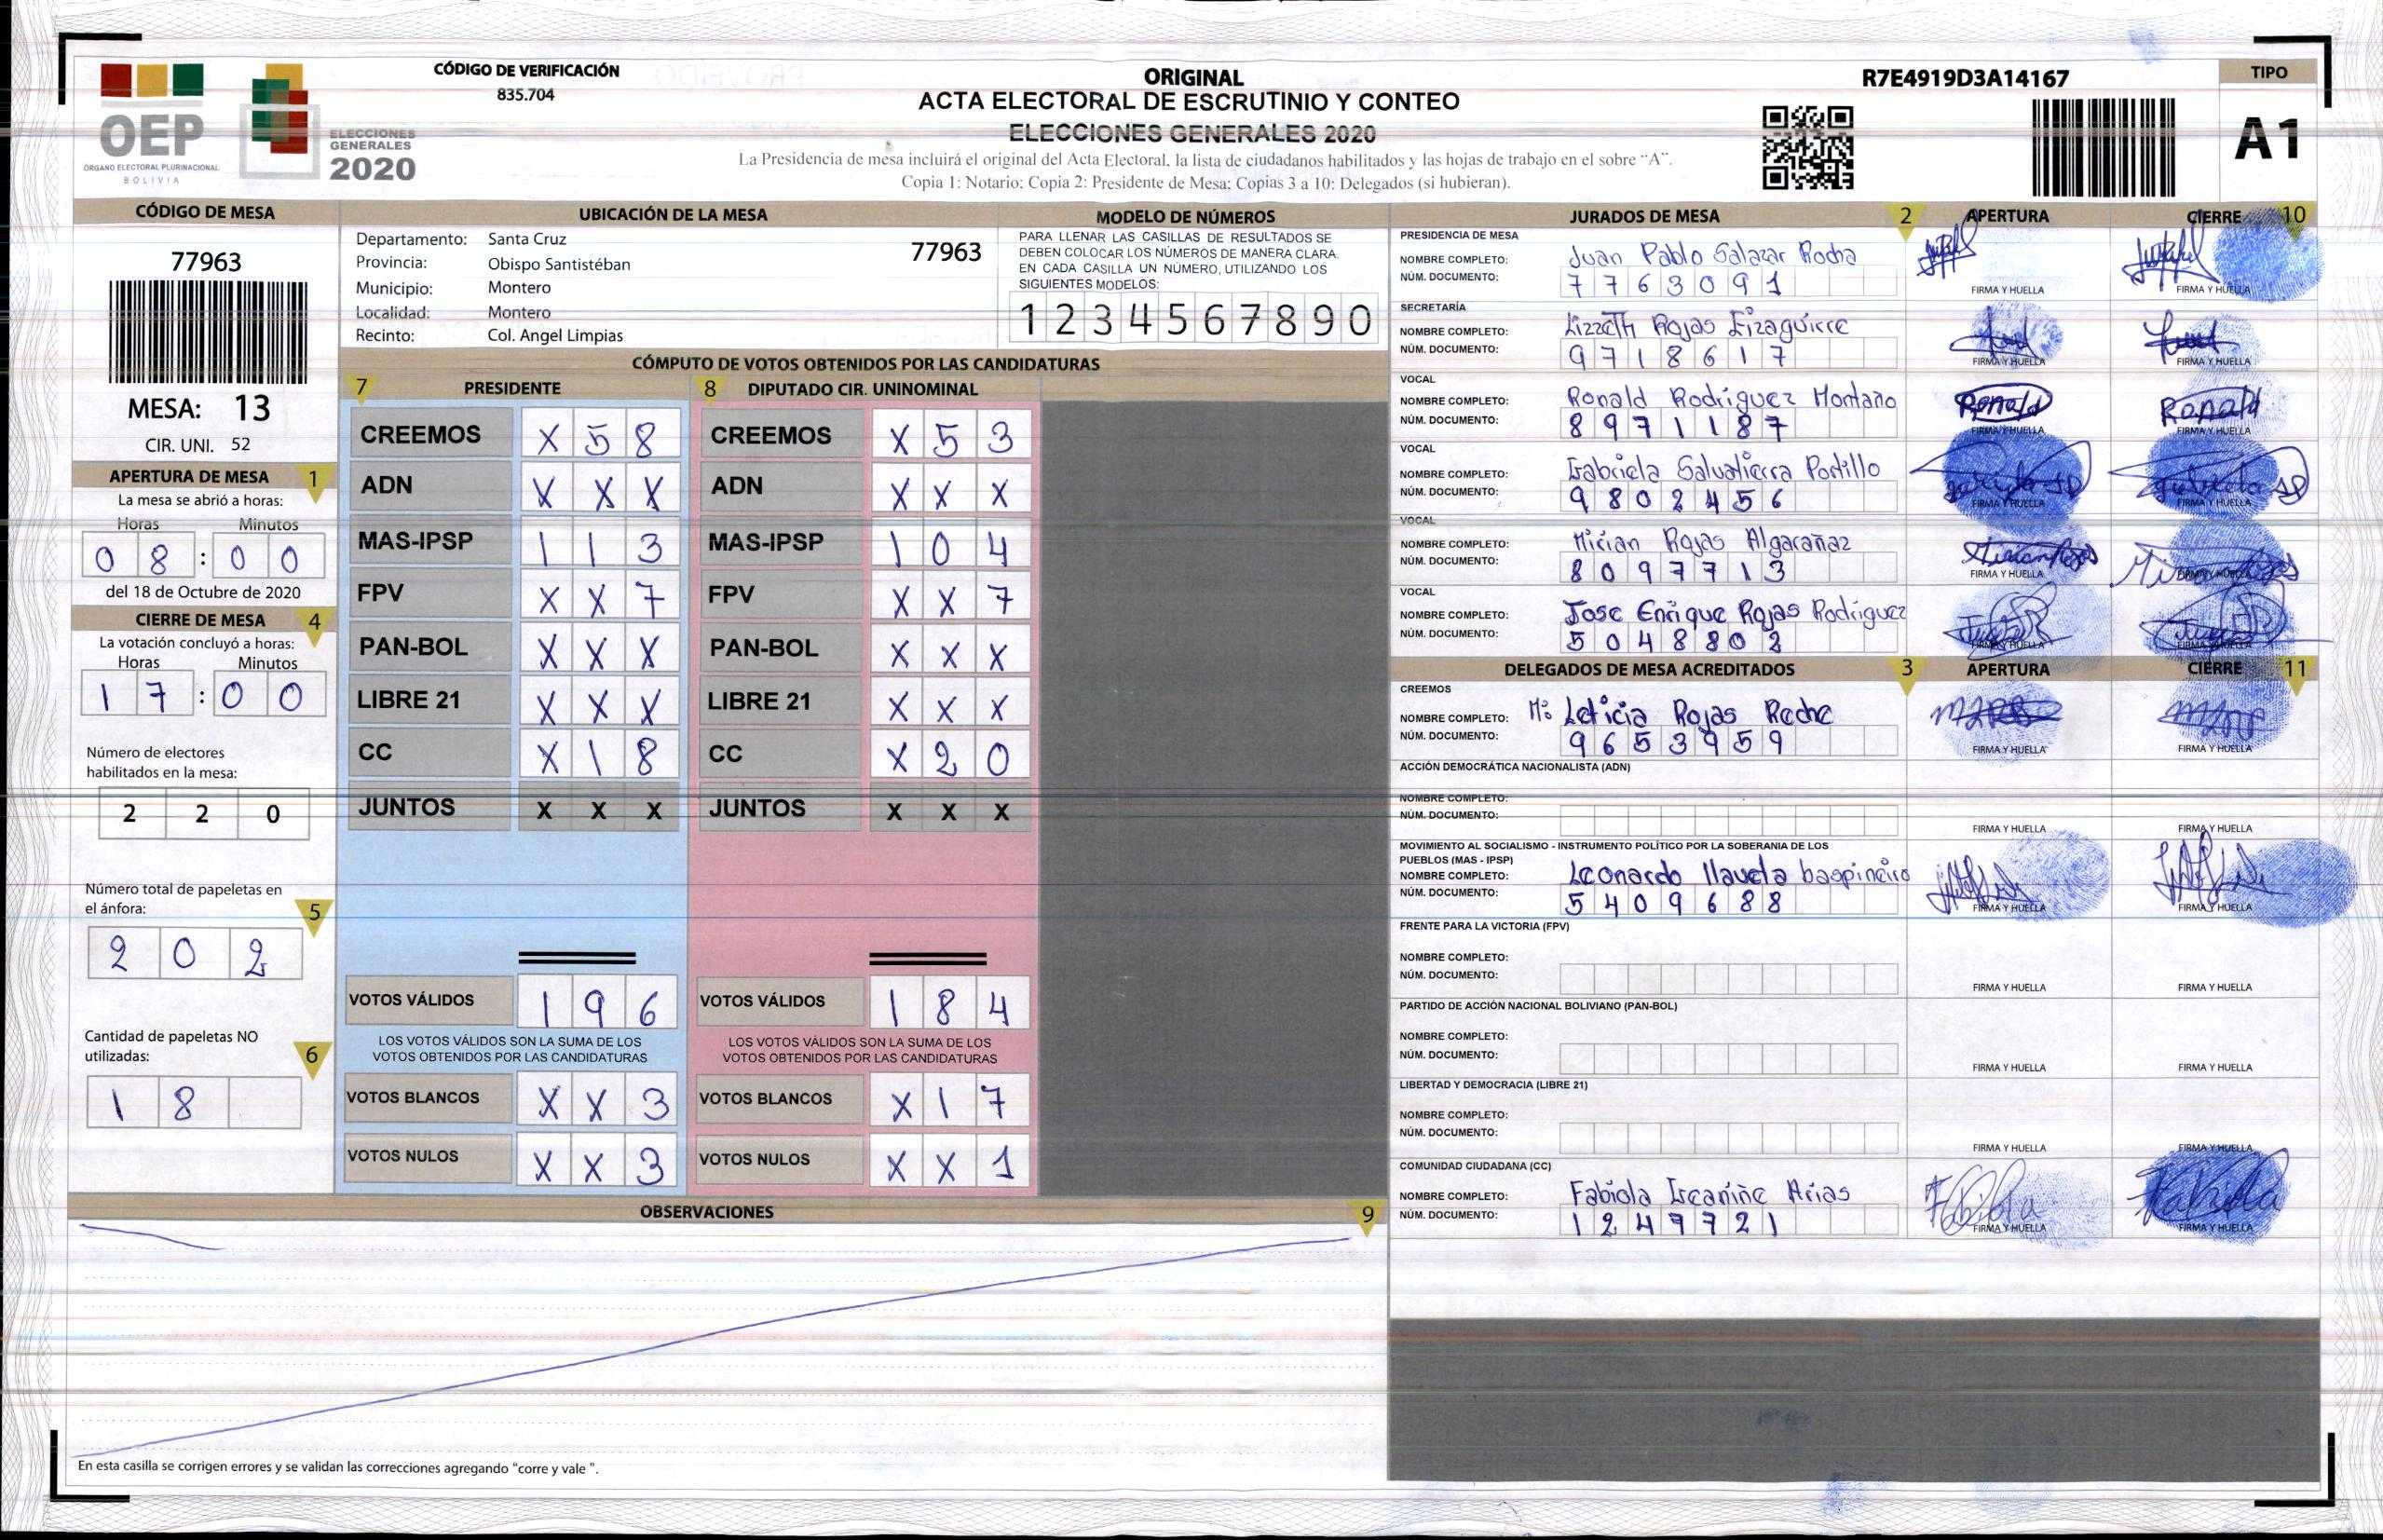 CÓDIGO DE VERIFICACIÓN
835.704
OEP
ÓRGANO ELECTORAL PLURINACIONAL
BOLIVIA
ELECCIONES
GENERALES
2020
ORIGINAL
ACTA ELECTORAL DE ESCRUTINIO Y CONTEO
ELECCIONES GENERALES 2020
La Presidencia de mesa incluirá el original del Acta Electoral, la lista de ciudadanos habilitados y las hojas de trabajo en el sobre “A”.
Copia 1: Notario; Copia 2: Presidente de Mesa; Copias 3 a 10: Delegados (si hubieran).
R7E4919D3A14167
TIPO
A1
CÓDIGO DE MESA
77963
MESA: 13
CIR. UNI. 52
APERTURA DE MESA 1
La mesa se abrió a horas:
Horas Minutos
0 8 : 0 0
del 18 de Octubre de 2020
CIERRE DE MESA 4
La votación concluyó a horas:
Horas Minutos
1 7 : 0 0
Número de electores
habilitados en la mesa:
2 2 0
Número total de papeletas en
el ánfora: 5
2 0 2
Cantidad de papeletas NO
utilizadas: 6
1 8
UBICACIÓN DE LA MESA
Departamento: Santa Cruz 77963
Provincia: Obispo Santistéban
Municipio: Montero
Localidad: Montero
Recinto: Col. Angel Limpias
MODELO DE NÚMEROS
PARA LLENAR LAS CASILLAS DE RESULTADOS SE
DEBEN COLOCAR LOS NÚMEROS DE MANERA CLARA.
EN CADA CASILLA UN NÚMERO, UTILIZANDO LOS
SIGUIENTES MODELOS:
1 2 3 4 5 6 7 8 9 0
CÓMPUTO DE VOTOS OBTENIDOS POR LAS CANDIDATURAS
7 PRESIDENTE
CREEMOS X 5 8
ADN X X X
MAS-IPSP 1 1 3
FPV X X 7
PAN-BOL X X X
LIBRE 21 X X X
CC X 1 8
JUNTOS X X X
VOTOS VÁLIDOS 1 9 6
LOS VOTOS VÁLIDOS SON LA SUMA DE LOS
VOTOS OBTENIDOS POR LAS CANDIDATURAS
VOTOS BLANCOS X X 3
VOTOS NULOS X X 3
8 DIPUTADO CIR. UNINOMINAL
CREEMOS X 5 3
ADN X X X
MAS-IPSP 1 0 4
FPV X X 7
PAN-BOL X X X
LIBRE 21 X X X
CC X 2 0
JUNTOS X X X
VOTOS VÁLIDOS 1 8 4
LOS VOTOS VÁLIDOS SON LA SUMA DE LOS
VOTOS OBTENIDOS POR LAS CANDIDATURAS
VOTOS BLANCOS X 1 7
VOTOS NULOS X X 1
OBSERVACIONES 9
En esta casilla se corrigen errores y se validan las correcciones agregando "corre y vale ".
JURADOS DE MESA 2 APERTURA CIERRE 10
PRESIDENCIA DE MESA
NOMBRE COMPLETO: Juan Pablo Salazar Rocha
NÚM. DOCUMENTO: 7 7 6 3 0 9 1
FIRMA Y HUELLA FIRMA Y HUELLA
SECRETARÍA
NOMBRE COMPLETO: Lizzeth Rojas Eizaguirre
NÚM. DOCUMENTO: 9 7 1 8 6 1 7
FIRMA Y HUELLA FIRMA Y HUELLA
VOCAL
NOMBRE COMPLETO: Ronald Rodriguez Montaño
NÚM. DOCUMENTO: 8 9 7 1 1 8 7
Ronald Ronald
FIRMA Y HUELLA FIRMA Y HUELLA
VOCAL
NOMBRE COMPLETO: Gabriela Salvatierra Portillo
NÚM. DOCUMENTO: 9 8 0 2 4 5 6
FIRMA Y HUELLA FIRMA Y HUELLA
VOCAL
NOMBRE COMPLETO: Mirian Rojas Algarañaz
NÚM. DOCUMENTO: 8 0 9 7 7 1 3
FIRMA Y HUELLA FIRMA Y HUELLA
VOCAL
NOMBRE COMPLETO: Jose Enrique Rojas Rodriguez
NÚM. DOCUMENTO: 5 0 4 8 8 0 2
FIRMA Y HUELLA FIRMA Y HUELLA
DELEGADOS DE MESA ACREDITADOS 3 APERTURA CIERRE 11
CREEMOS
NOMBRE COMPLETO: Mª Leticia Rojas Roche
NÚM. DOCUMENTO: 9 6 5 3 9 5 9
FIRMA Y HUELLA FIRMA Y HUELLA
ACCIÓN DEMOCRÁTICA NACIONALISTA (ADN)
NOMBRE COMPLETO:
NÚM. DOCUMENTO:
FIRMA Y HUELLA FIRMA Y HUELLA
MOVIMIENTO AL SOCIALISMO - INSTRUMENTO POLÍTICO POR LA SOBERANIA DE LOS
PUEBLOS (MAS - IPSP)
NOMBRE COMPLETO: Leonardo llaveta baspineiro
NÚM. DOCUMENTO: 5 4 0 9 6 8 8
FIRMA Y HUELLA FIRMA Y HUELLA
FRENTE PARA LA VICTORIA (FPV)
NOMBRE COMPLETO:
NÚM. DOCUMENTO:
FIRMA Y HUELLA FIRMA Y HUELLA
PARTIDO DE ACCIÓN NACIONAL BOLIVIANO (PAN-BOL)
NOMBRE COMPLETO:
NÚM. DOCUMENTO:
FIRMA Y HUELLA FIRMA Y HUELLA
LIBERTAD Y DEMOCRACIA (LIBRE 21)
NOMBRE COMPLETO:
NÚM. DOCUMENTO:
FIRMA Y HUELLA FIRMA Y HUELLA
COMUNIDAD CIUDADANA (CC)
NOMBRE COMPLETO: Fabiola Arias
NÚM. DOCUMENTO: 1 2 4 7 7 2 1
Fabiola Fabiola
FIRMA Y HUELLA FIRMA Y HUELLA